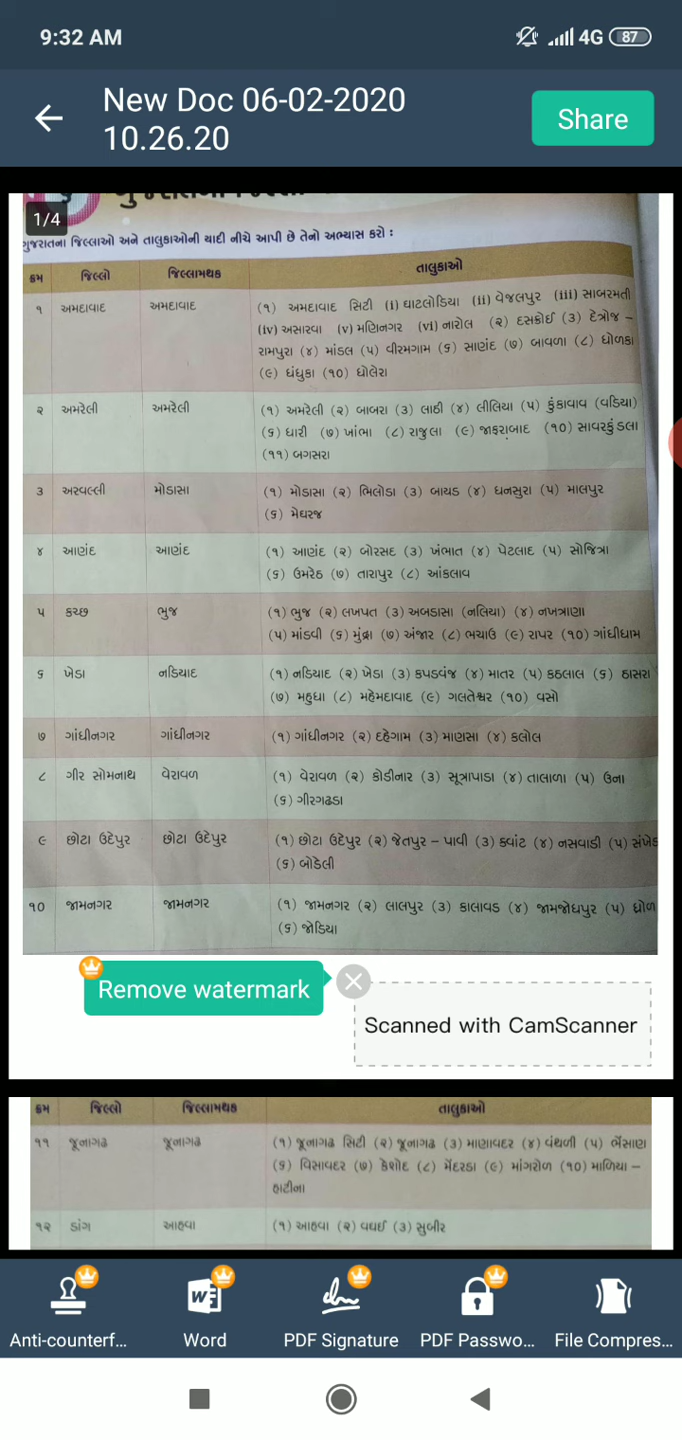 9:32 AM
4G 87
New Doc 06-02-2020
10.26.20
Share
1/4
ગુજરાતના જિલ્લાઓ અને તાલુકાઓની યાદી નીચે આપી છે તેનો અભ્યાસ કરો :
ક્રમ જિલ્લો જિલ્લામથક તાલુકાઓ
૧ અમદાવાદ અમદાવાદ (૧) અમદાવાદ સિટી (i) ઘાટલોડિયા (ii) વેજલપુર (iii) સાબરમતી
(iv) અસારવા (v) મણિનગર (vi) નારોલ (૨) દસક્રોઈ (૩) દેત્રોજ –
રામપુરા (૪) માંડલ (૫) વીરમગામ (૬) સાણંદ (૭) બાવળા (૮) ધોળકા
(૯) ધંધુકા (૧૦) ધોલેરા
૨ અમરેલી અમરેલી (૧) અમરેલી (૨) બાબરા (૩) લાઠી (૪) લીલિયા (૫) કુંકાવાવ (વડિયા)
(૬) ધારી (૭) ખાંભા (૮) રાજુલા (૯) જાફરાબાદ (૧૦) સાવરકુંડલા
(૧૧) બગસરા
૩ અરવલ્લી મોડાસા (૧) મોડાસા (૨) ભિલોડા (૩) બાયડ (૪) ધનસુરા (૫) માલપુર
(૬) મેઘરજ
૪ આણંદ આણંદ (૧) આણંદ (૨) બોરસદ (૩) ખંભાત (૪) પેટલાદ (૫) સોજિત્રા
(૬) ઉમરેઠ (૭) તારાપુર (૮) આંકલાવ
૫ કચ્છ ભુજ (૧) ભુજ (૨) લખપત (૩) અબડાસા (નલિયા) (૪) નખત્રાણા
(૫) માંડવી (૬) મુંદ્રા (૭) અંજાર (૮) ભચાઉ (૯) રાપર (૧૦) ગાંધીધામ
૬ ખેડા નડિયાદ (૧) નડિયાદ (૨) ખેડા (૩) કપડવંજ (૪) માતર (૫) કઠલાલ (૬) ઠાસરા
(૭) મહુધા (૮) મહેમદાવાદ (૯) ગલતેશ્વર (૧૦) વસો
૭ ગાંધીનગર ગાંધીનગર (૧) ગાંધીનગર (૨) દહેગામ (૩) માણસા (૪) કલોલ
૮ ગીર સોમનાથ વેરાવળ (૧) વેરાવળ (૨) કોડીનાર (૩) સૂત્રાપાડા (૪) તાલાળા (૫) ઉના
(૬) ગીરગઢડા
૯ છોટા ઉદેપુર છોટા ઉદેપુર (૧) છોટા ઉદેપુર (૨) જેતપુર – પાવી (૩) કવાંટ (૪) નસવાડી (૫) સંખેડ
(૬) બોડેલી
૧૦ જામનગર જામનગર (૧) જામનગર (૨) લાલપુર (૩) કાલાવડ (૪) જામજોધપુર (૫) ધ્રોળ
(૬) જોડિયા
Remove watermark
Scanned with CamScanner
ક્રમ જિલ્લો જિલ્લામથક તાલુકાઓ
૧૧ જૂનાગઢ જૂનાગઢ (૧) જૂનાગઢ સિટી (૨) જૂનાગઢ (૩) માણાવદર (૪) વંથળી (૫) ભેંસાણ
(૬) વિસાવદર (૭) કેશોદ (૮) મેંદરડા (૯) માંગરોળ (૧૦) માળિયા –
હાટીના
૧૨ ડાંગ આહવા (૧) આહવા (૨) વઘઈ (૩) સુબીર
Anti-counterf... Word PDF Signature PDF Passwo... File Compres...